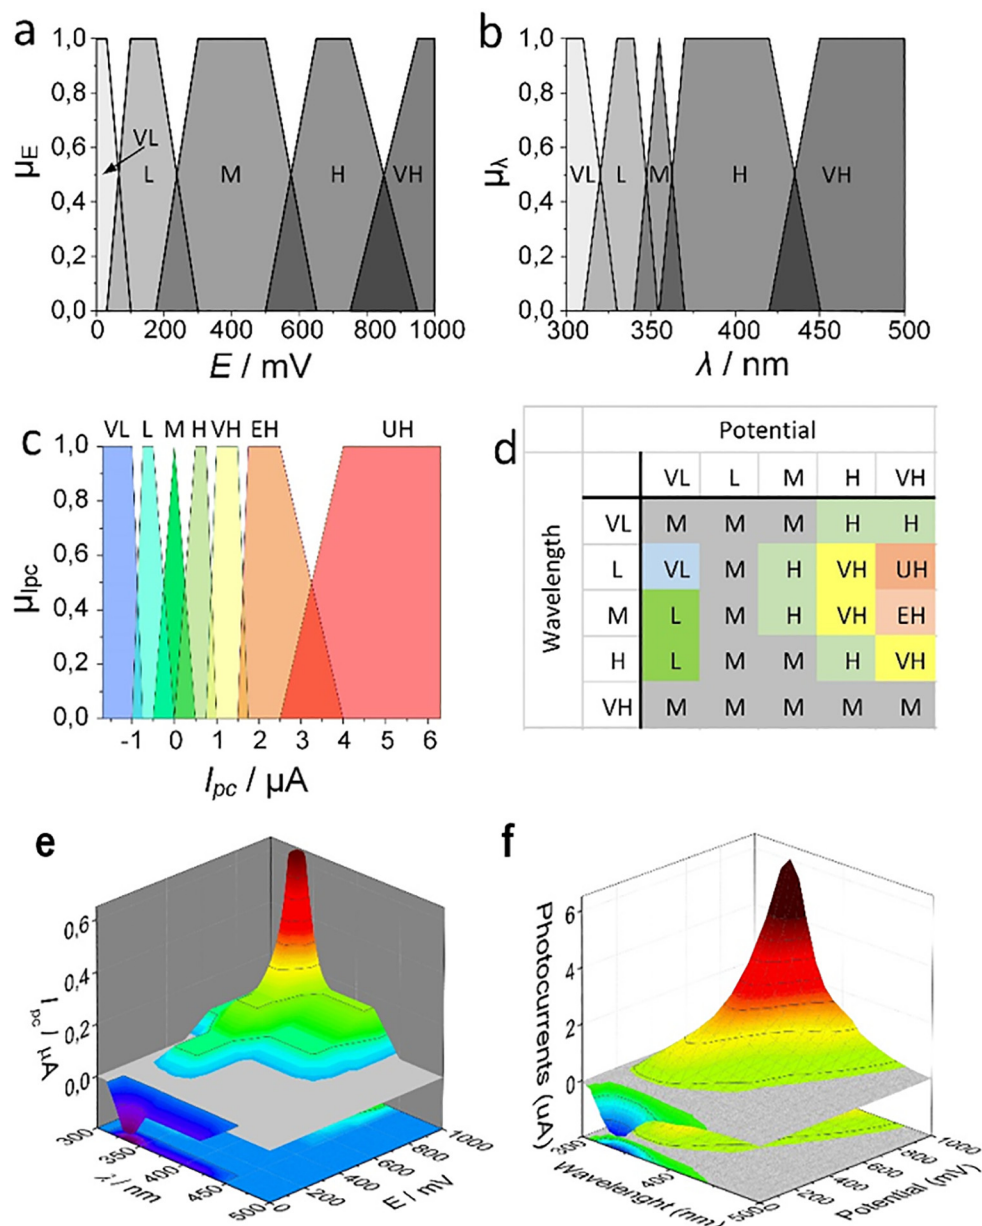 a
1,0
0,8
0,6
0,4
0,2
0,0
μE
VL
L
M
H
VH
0
200
400
600
800
1000
E / mV
b
1,0
0,8
0,6
0,4
0,2
0,0
μλ
VL
L
M
H
VH
300
350
400
450
500
λ / nm
c
VL L M H VH EH UH
1,0
0,8
0,6
0,4
0,2
0,0
μIpc
-1 0 1 2 3 4 5 6
Ipc / μA
d
Potential
VL L M H VH
Wavelength
VL M M M H H
L VL M H VH UH
M L M H VH EH
H L M M H VH
VH M M M M M
e
0,6
0,4
0,2
0,0
I pc / μA
300
350
400
450
500
λ / nm
0
200
400
600
800
1000
E / mV
f
6
4
2
0
Photocurrents (uA)
300
400
500
Wavelenght (nm)
0
200
400
600
800
1000
Potential (mV)